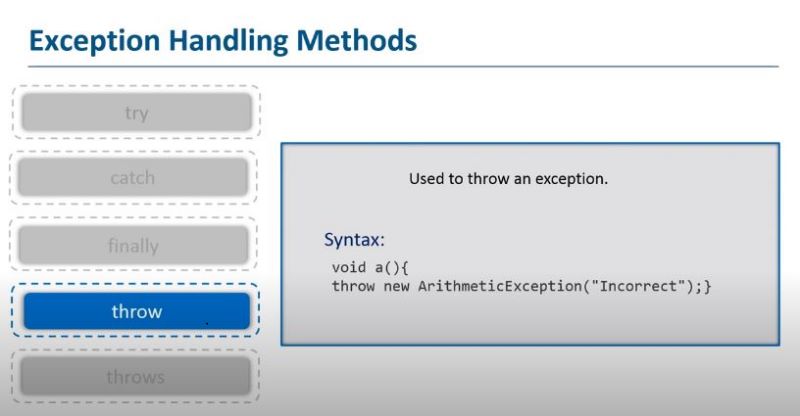 Exception Handling Methods
try
catch
finally
throw
throws
Used to throw an exception.
Syntax:
void a(){
throw new ArithmeticException("Incorrect");}